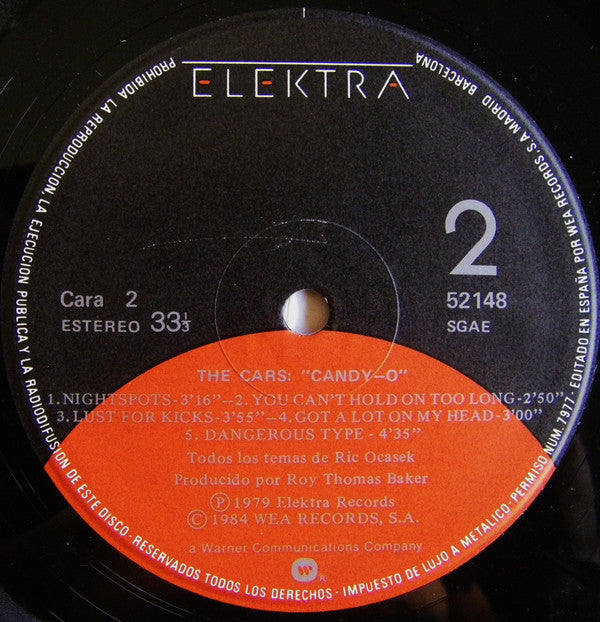 ELEKTRA
2
Cara 2
ESTEREO 33⅓
52148
SGAE
THE CARS: "CANDY-O"
1. NIGHTSPOTS-3'16"-2. YOU CAN'T HOLD ON TOO LONG-2'50"
3. LUST FOR KICKS-3'55"-4. GOT A LOT ON MY HEAD-3'00"
5. DANGEROUS TYPE - 4'35"
Todos los temas de Ric Ocasek
Producido por Roy Thomas Baker
Ⓟ 1979 Elektra Records
© 1984 WEA RECORDS, S.A.
a Warner Communications Company
R
PROHIBIDA LA REPRODUCCION, LA EJECUCION PUBLICA Y LA RADIODIFUSION DE ESTE DISCO-RESERVADOS TODOS LOS DERECHOS-IMPUESTO DE LUJO A METALICO-PERMISO NUM. 7977-EDITADO EN ESPAÑA POR WEA RECORDS, S.A. MADRID BARCELONA